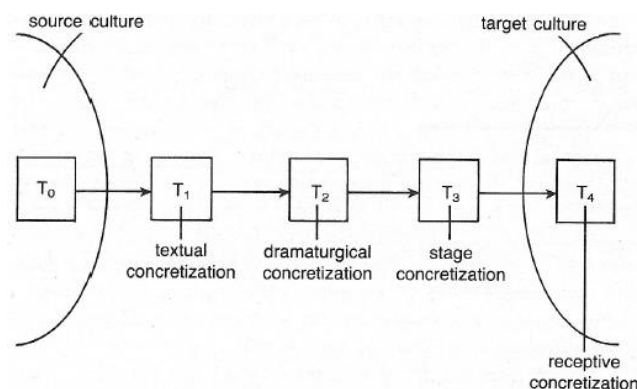 source culture
target culture
T₀
T₁
T₂
T₃
T₄
textual
concretization
dramaturgical
concretization
stage
concretization
receptive
concretization